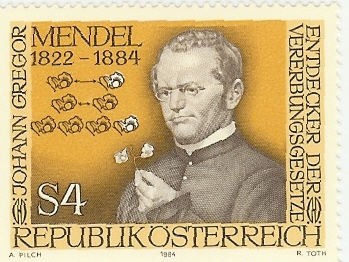 JOHANN GREGOR
MENDEL
1822 - 1884
ENTDECKER DER
VERERBUNGSGESETZE
S4
REPUBLIK ÖSTERREICH
A. PILCH
1984
R. TOTH